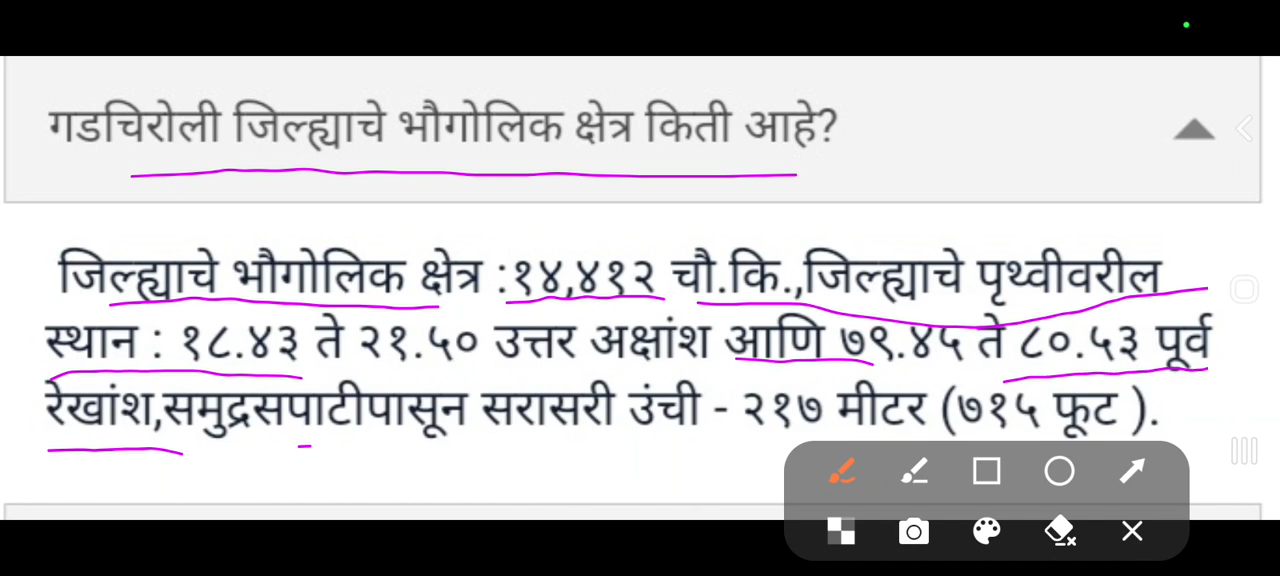 गडचिरोली जिल्ह्याचे भौगोलिक क्षेत्र किती आहे?
जिल्ह्याचे भौगोलिक क्षेत्र :१४,४१२ चौ.कि.,जिल्ह्याचे पृथ्वीवरील
स्थान : १८.४३ ते २१.५० उत्तर अक्षांश आणि ७९.४५ ते ८०.५३ पूर्व
रेखांश,समुद्रसपाटीपासून सरासरी उंची - २१७ मीटर (७१५ फूट ).